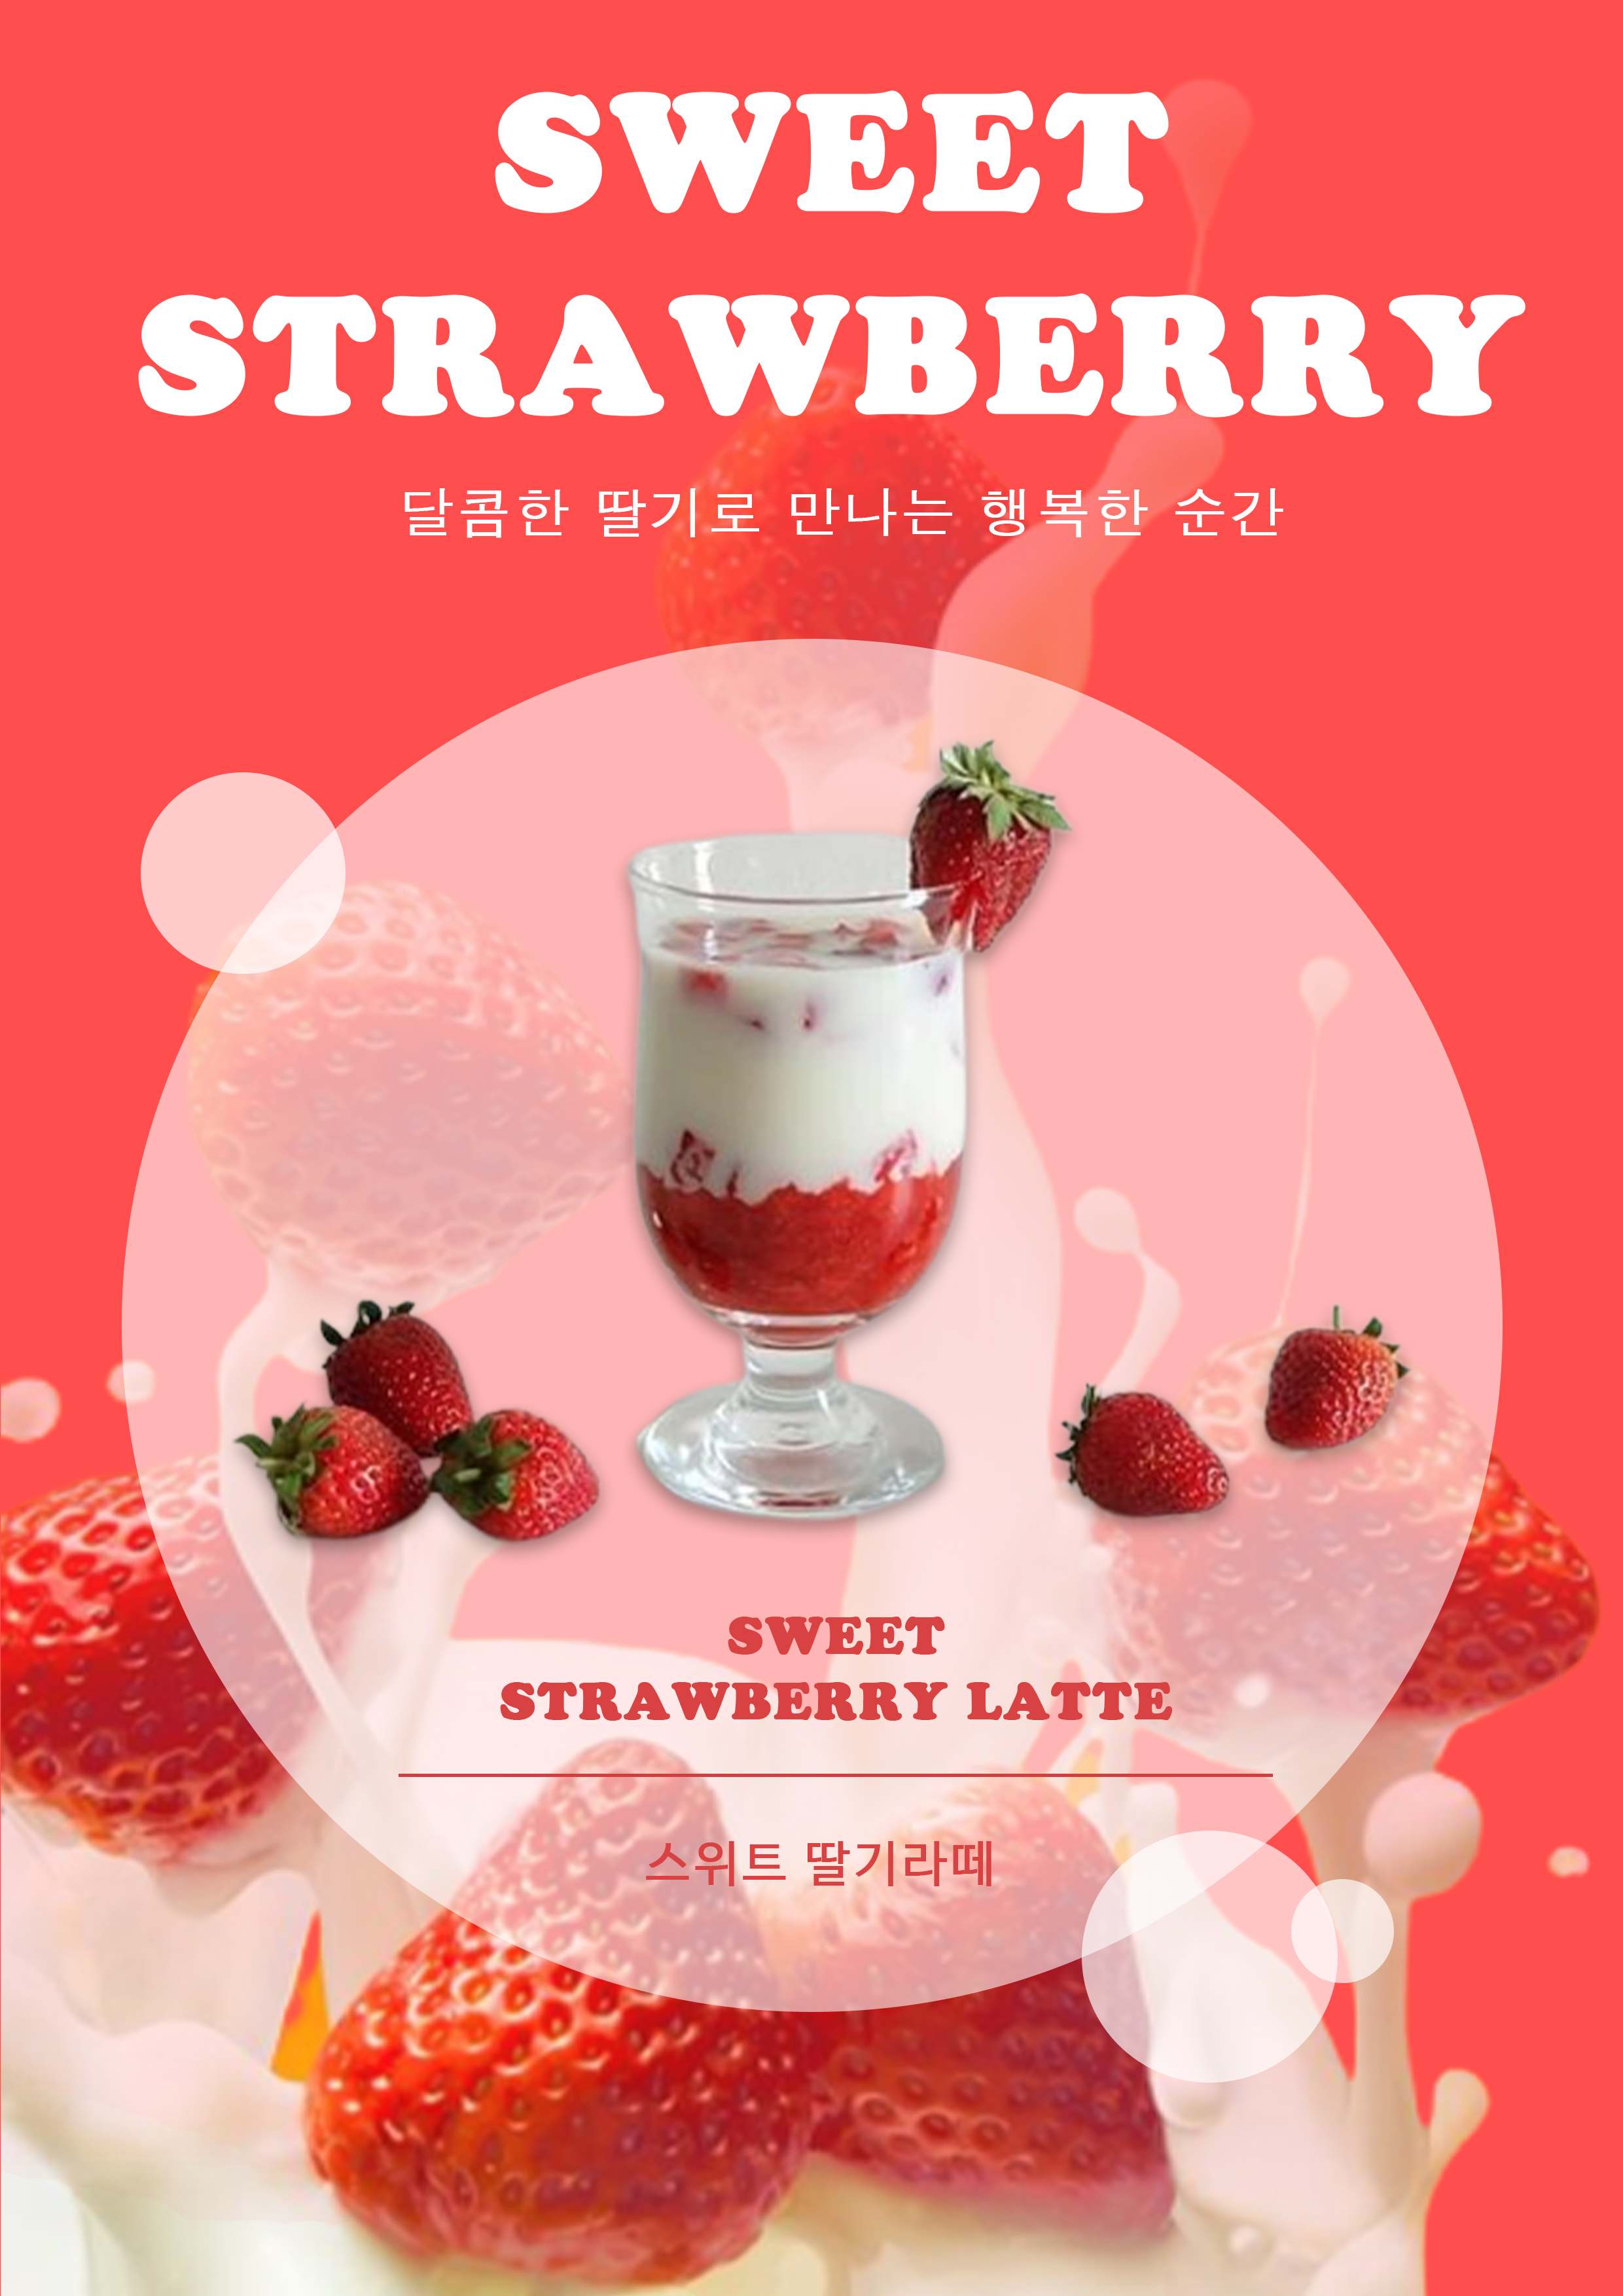 SWEET
STRAWBERRY
달콤한 딸기로 만나는 행복한 순간
SWEET
STRAWBERRY LATTE
스위트 딸기라떼